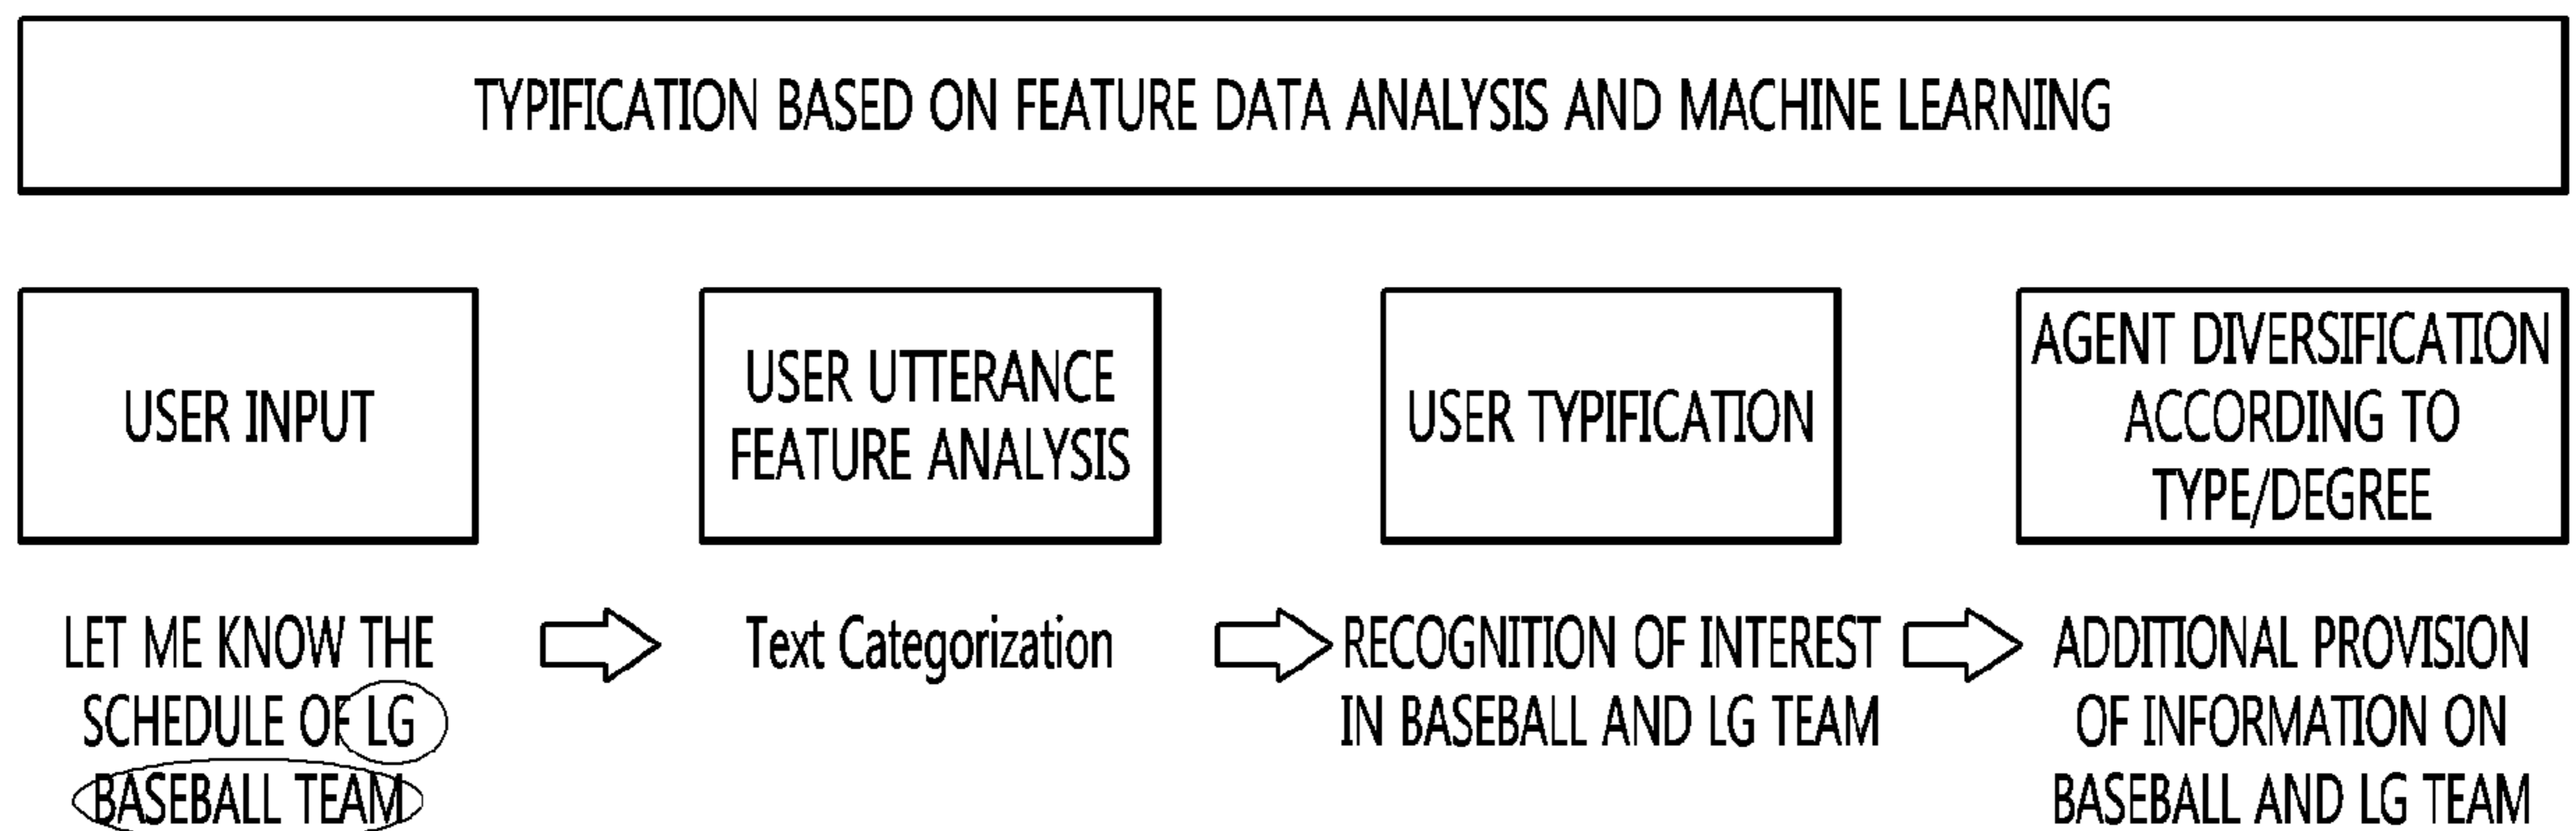 TYPIFICATION BASED ON FEATURE DATA ANALYSIS AND MACHINE LEARNING
USER INPUT
USER UTTERANCE
FEATURE ANALYSIS
USER TYPIFICATION
AGENT DIVERSIFICATION
ACCORDING TO
TYPE/DEGREE
LET ME KNOW THE
SCHEDULE OF LG
BASEBALL TEAM
Text Categorization
RECOGNITION OF INTEREST
IN BASEBALL AND LG TEAM
ADDITIONAL PROVISION
OF INFORMATION ON
BASEBALL AND LG TEAM